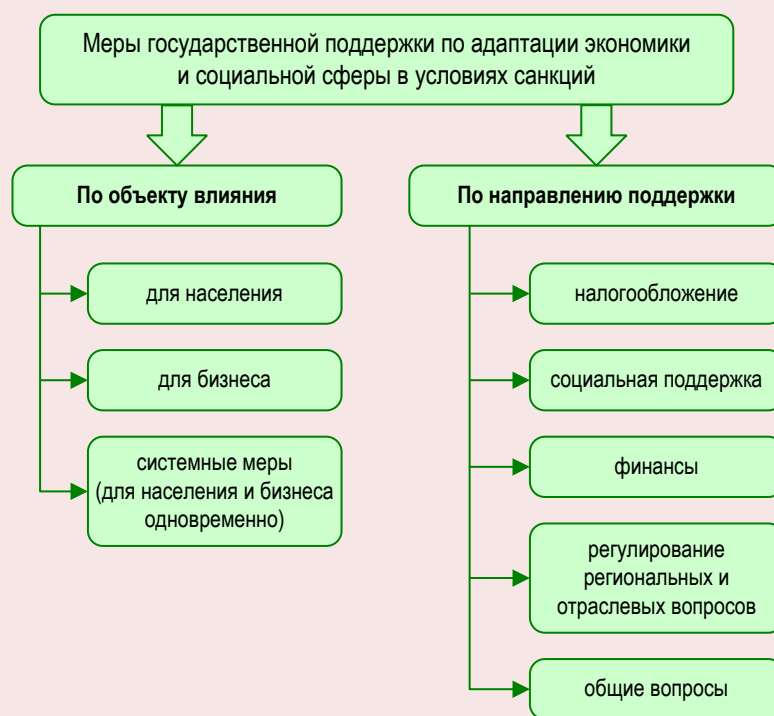 Меры государственной поддержки по адаптации экономики
и социальной сферы в условиях санкций
По объекту влияния
для населения
для бизнеса
системные меры
(для населения и бизнеса
одновременно)
По направлению поддержки
налогообложение
социальная поддержка
финансы
регулирование
региональных и
отраслевых вопросов
общие вопросы